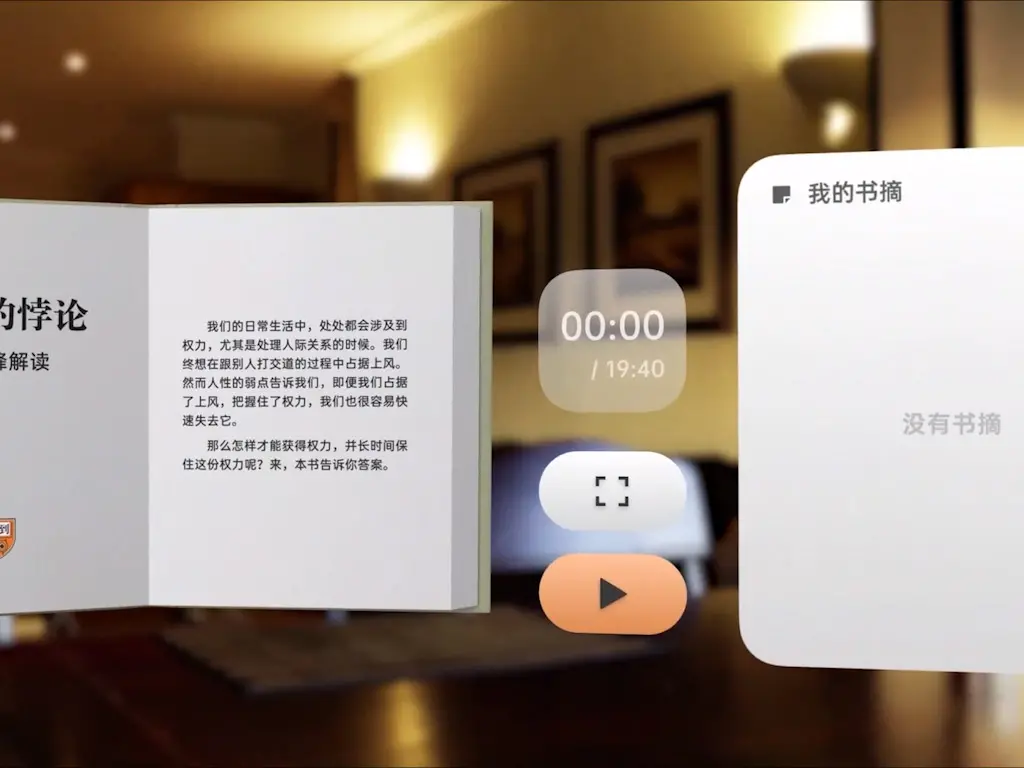 的悖论
解读
到
我们的日常生活中，处处都会涉及到
权力，尤其是处理人际关系的时候。我们
终想在跟别人打交道的过程中占据上风。
然而人性的弱点告诉我们，即便我们占据
了上风，把握住了权力，我们也很容易快
速失去它。
那么怎样才能获得权力，并长时间保
住这份权力呢？来，本书告诉你答案。
00:00
/ 19:40
我的书摘
没有书摘